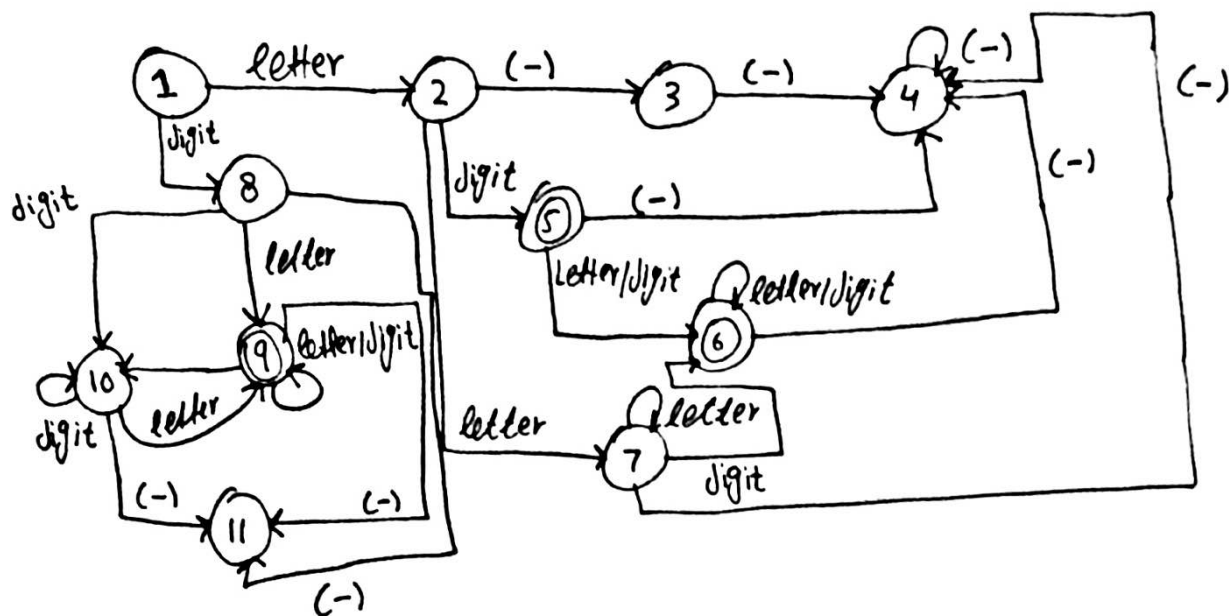 1 letter 2 (-) 3 (-) 4 (-) (-)
digit 8 digit 5 (-) (-)
digit letter Letter/digit 6 letter/digit
10 9 letter/digit
digit letter letter 7 letter
digit
(-) 11 (-)
(-)